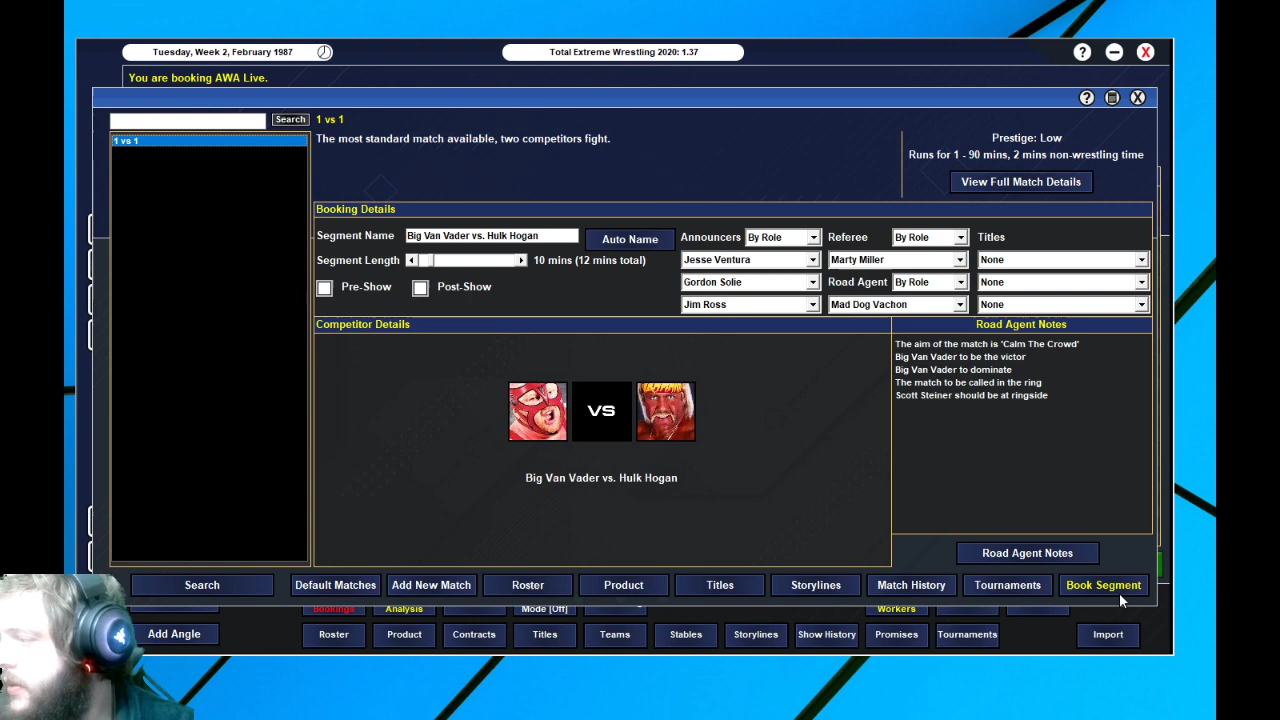 Tuesday, Week 2, February 1987
Total Extreme Wrestling 2020: 1.37
?
X
You are booking AWA Live.
?
X
Search
1 vs 1
1 vs 1
The most standard match available, two competitors fight.
Prestige: Low
Runs for 1 - 90 mins, 2 mins non-wrestling time
View Full Match Details
Booking Details
Segment Name
Big Van Vader vs. Hulk Hogan
Auto Name
Announcers
By Role
Referee
By Role
Titles
Segment Length
10 mins (12 mins total)
Jesse Ventura
Marty Miller
None
Pre-Show
Post-Show
Gordon Solie
Road Agent
By Role
None
Jim Ross
Mad Dog Vachon
None
Competitor Details
Road Agent Notes
The aim of the match is 'Calm The Crowd'
Big Van Vader to be the victor
Big Van Vader to dominate
The match to be called in the ring
Scott Steiner should be at ringside
VS
Big Van Vader vs. Hulk Hogan
Road Agent Notes
Search
Default Matches
Add New Match
Roster
Product
Titles
Storylines
Match History
Tournaments
Book Segment
Bookings
Analysis
Mode [Off]
Workers
Add Angle
Roster
Product
Contracts
Titles
Teams
Stables
Storylines
Show History
Promises
Tournaments
Import